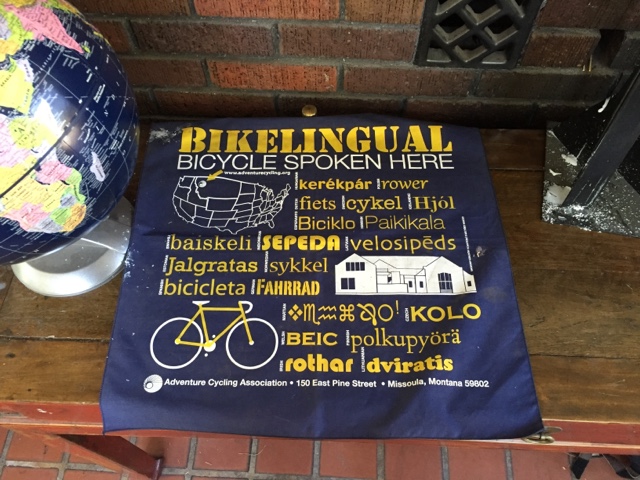 BIKELINGUAL
BICYCLE SPOKEN HERE
www.adventurecycling.org
kerékpár rower
fiets cykel Hjól
Biciklo Paikikala
baiskeli SEPEDA velosipēds
Jalgratas sykkel
bicicleta FAHRRAD
KOLO
BEIC polkupyörä
rothar dviratis
Adventure Cycling Association • 150 East Pine Street • Missoula, Montana 59802